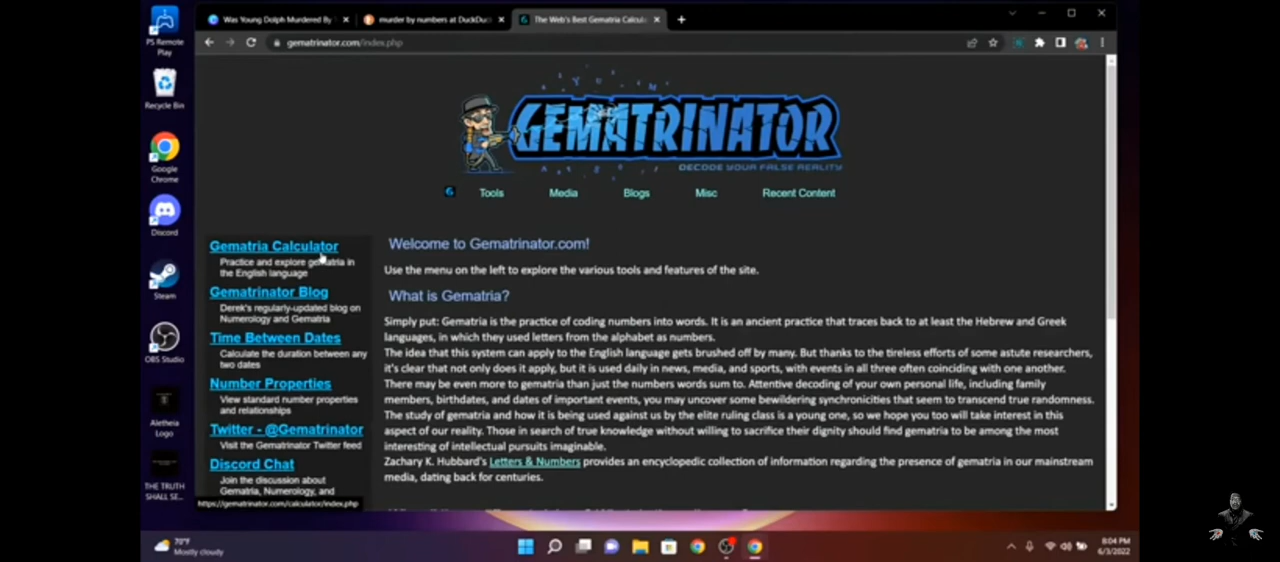 PS Remote
Play
Recycle Bin
Google
Chrome
Discord
Steam
OBS Studio
Aletheia
Logo
THE TRUTH
SHALL SE...
Was Young Dolph Murdered By
murder by numbers at DuckDuc
The Web's Best Gematria Calcul
gematrinator.com/index.php
GEMATRINATOR
DECODE YOUR FALSE REALITY
Tools Media Blogs Misc Recent Content
Gematria Calculator
Practice and explore gematria in
the English language
Gematrinator Blog
Derek's regularly-updated blog on
Numerology and Gematria
Time Between Dates
Calculate the duration between any
two dates
Number Properties
View standard number properties
and relationships
Twitter - @Gematrinator
Visit the Gematrinator Twitter feed
Discord Chat
Join the discussion about
Gematria, Numerology, and
https://gematrinator.com/calculator/index.php
Welcome to Gematrinator.com!
Use the menu on the left to explore the various tools and features of the site.
What is Gematria?
Simply put: Gematria is the practice of coding numbers into words. It is an ancient practice that traces back to at least the Hebrew and Greek
languages, in which they used letters from the alphabet as numbers.
The idea that this system can apply to the English language gets brushed off by many. But thanks to the tireless efforts of some astute researchers,
it's clear that not only does it apply, but it is used daily in news, media, and sports, with events in all three often coinciding with one another.
There may be even more to gematria than just the numbers words sum to. Attentive decoding of your own personal life, including family
members, birthdates, and dates of important events, you may uncover some bewildering synchronicities that seem to transcend true randomness.
The study of gematria and how it is being used against us by the elite ruling class is a young one, so we hope you too will take interest in this
aspect of our reality. Those in search of true knowledge without willing to sacrifice their dignity should find gematria to be among the most
interesting of intellectual pursuits imaginable.
Zachary K. Hubbard's Letters & Numbers provides an encyclopedic collection of information regarding the presence of gematria in our mainstream
media, dating back for centuries.
70°F
Mostly cloudy
8:04 PM
6/3/2022